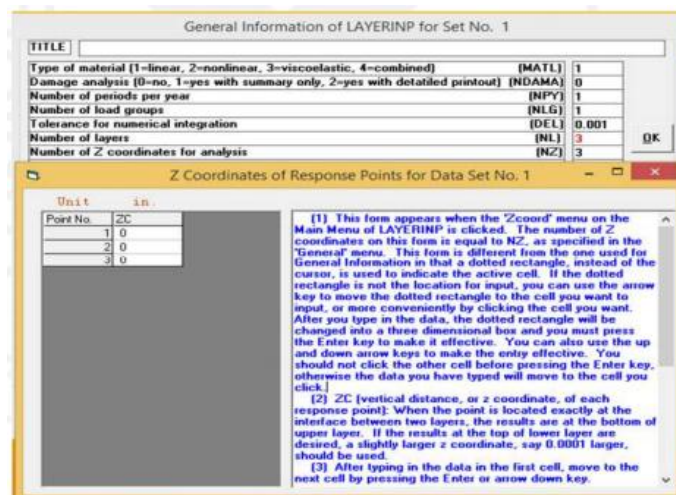 General Information of LAYERINP for Set No. 1
TITLE
Type of material (1=linear, 2=nonlinear, 3=viscoelastic, 4=combined) (MATL) 1
Damage analysis (0=no, 1=yes with summary only, 2=yes with detatiled printout) (NDAMA) 0
Number of periods per year (NPY) 1
Number of load groups (NLG) 1
Tolerance for numerical integration (DEL) 0.001
Number of layers (NL) 3
Number of Z coordinates for analysis (NZ) 3
OK
Z Coordinates of Response Points for Data Set No. 1
Unit in.
Point No. ZC
1 0
2 0
3 0
(1) This form appears when the 'Zcoord' menu on the
Main Menu of LAYERINP is clicked. The number of Z
coordinates on this form is equal to NZ, as specified in the
'General' menu. This form is different from the one used for
General Information in that a dotted rectangle, instead of the
cursor, is used to indicate the active cell. If the dotted
rectangle is not the location for input, you can use the arrow
key to move the dotted rectangle to the cell you want to
input, or more conveniently by clicking the cell you want.
After you type in the data, the dotted rectangle will be
changed into a three dimensional box and you must press
the Enter key to make it effective. You can also use the up
and down arrow keys to make the entry effective. You
should not click the other cell before pressing the Enter key,
otherwise the data you have typed will move to the cell you
click.
(2) ZC (vertical distance, or z coordinate, of each
response point): When the point is located exactly at the
interface between two layers, the results are at the bottom of
upper layer. If the results at the top of lower layer are
desired, a slightly larger z coordinate, say 0.0001 larger,
should be used.
(3) After typing in the data in the first cell, move to the
next cell by pressing the Enter or arrow down key.